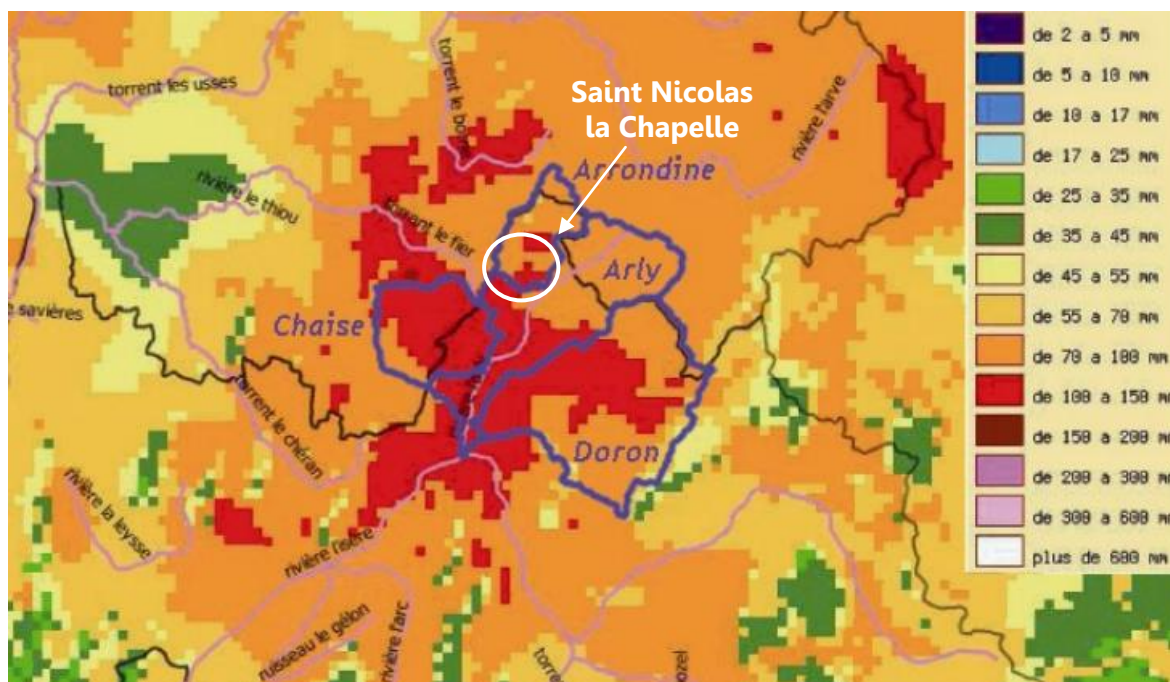 torrent les usses
torrent le bo
Saint Nicolas
la Chapelle
rivière l'arve
Arrondine
rivière le thiou
torrent le fier
Arly
savières
Chaise
torrent le chéran
Doron
rivière la leysse
rivière l'isère
ruisseau le gélon
rivière l'arc
torre
ozel
de 2 a 5 mm
de 5 a 10 mm
de 10 a 17 mm
de 17 a 25 mm
de 25 a 35 mm
de 35 a 45 mm
de 45 a 55 mm
de 55 a 70 mm
de 70 a 100 mm
de 100 a 150 mm
de 150 a 200 mm
de 200 a 300 mm
de 300 a 600 mm
plus de 600 mm